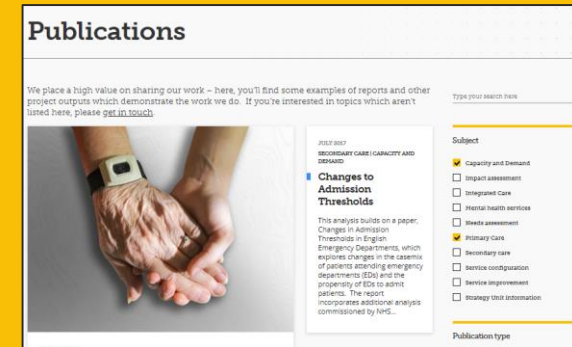 Publications
We place a high value on sharing our work – here, you'll find some examples of reports and other
project outputs which demonstrate the work we do. If you're interested in topics which aren't
listed here, please get in touch.
JULY 2017
SECONDARY CARE | CAPACITY AND
DEMAND
Changes to
Admission
Thresholds
This analysis builds on a paper,
Changes in Admission
Thresholds in English
Emergency Departments, which
explores changes in the casemix
of patients attending emergency
departments (EDs) and the
propensity of EDs to admit
patients. The report
incorporates additional analysis
commissioned by NHS...
Type your search here
Subject
Capacity and Demand
Impact assessment
Integrated Care
Mental health services
Needs assessment
Primary Care
Secondary care
Service configuration
Service improvement
Strategy Unit information
Publication type